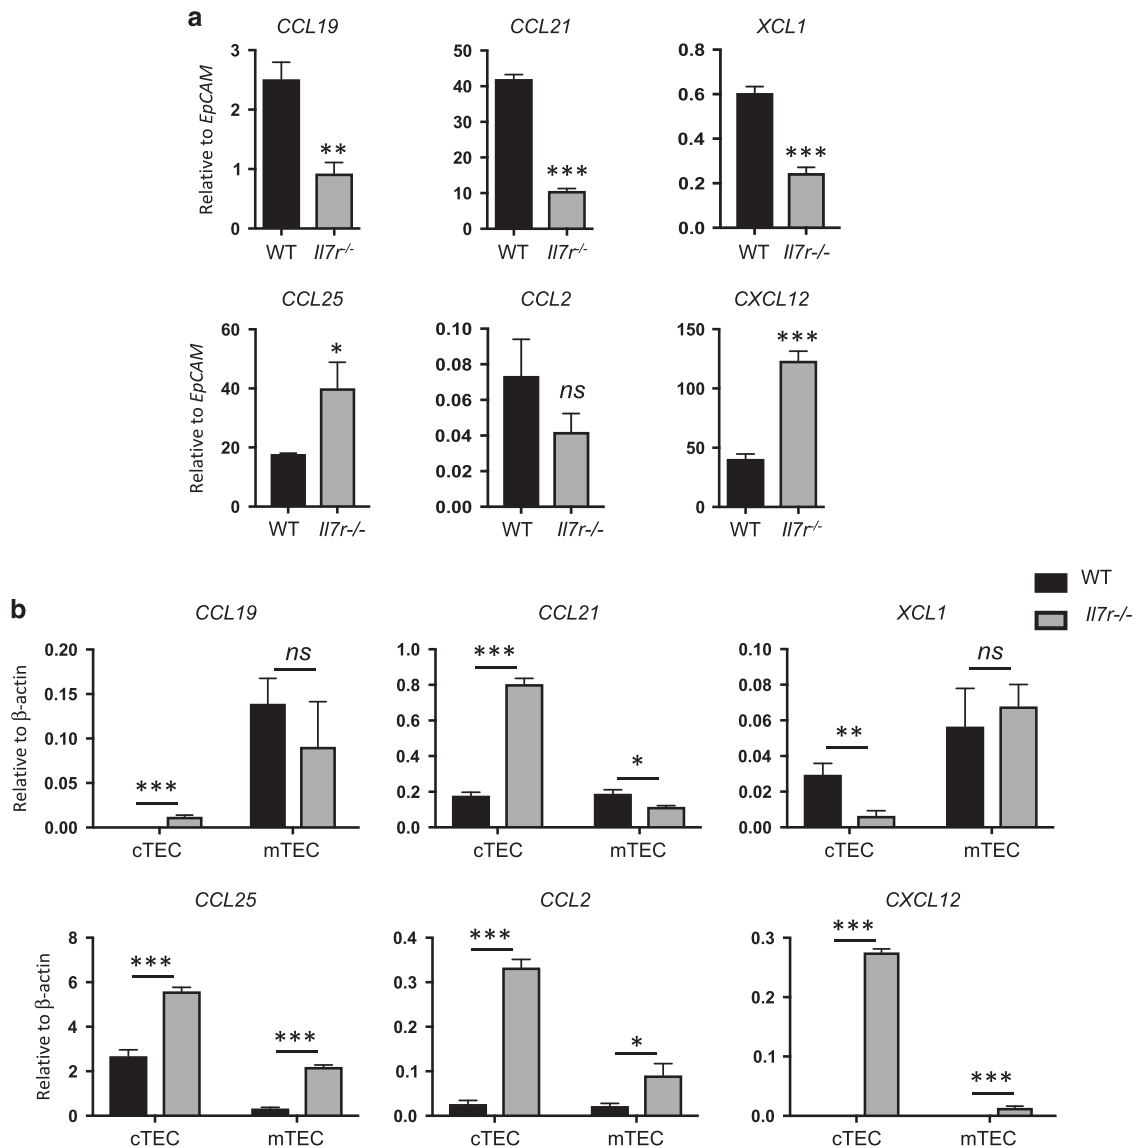 a
CCL19 CCL21 XCL1
Relative to EpCAM
3
2
1
0
**
WT Il7r-/-
50
40
30
20
10
0
***
WT Il7r-/-
0.8
0.6
0.4
0.2
0.0
***
WT Il7r-/-
CCL25 CCL2 CXCL12
Relative to EpCAM
60
40
20
0
*
WT Il7r-/-
0.10
0.08
0.06
0.04
0.02
0.00
ns
WT Il7r-/-
150
100
50
0
***
WT Il7r-/-
WT
Il7r-/-
b
CCL19 CCL21 XCL1
Relative to β-actin
0.20
0.15
0.10
0.05
0.00
***
ns
cTEC mTEC
1.0
0.8
0.6
0.4
0.2
0.0
***
*
cTEC mTEC
0.10
0.08
0.06
0.04
0.02
0.00
**
ns
cTEC mTEC
CCL25 CCL2 CXCL12
Relative to β-actin
8
6
4
2
0
***
***
cTEC mTEC
0.4
0.3
0.2
0.1
0.0
***
*
cTEC mTEC
0.3
0.2
0.1
0.0
***
***
cTEC mTEC